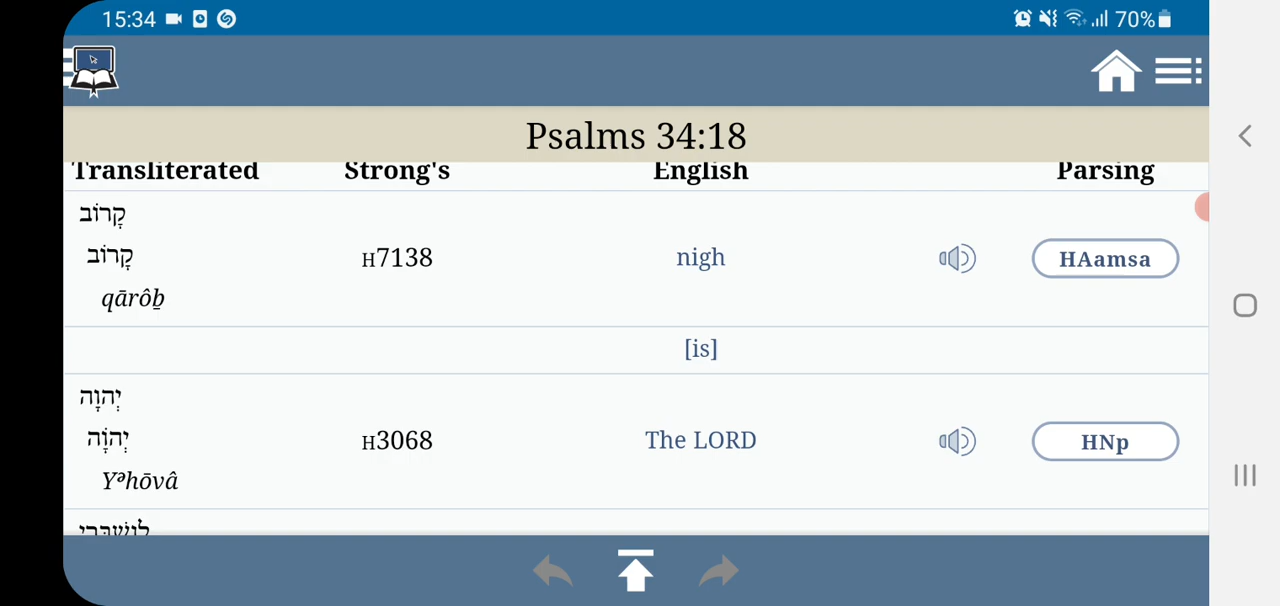 15:34
70%
Psalms 34:18
Transliterated Strong's English Parsing
קָרוֹב
קָרוֹב H7138 nigh HAamsa
qārôḇ
[is]
יְהוָה
יְהוָֹה H3068 The LORD HNp
Yᵊhōvâ
לְנִשְׁבְּרֵי